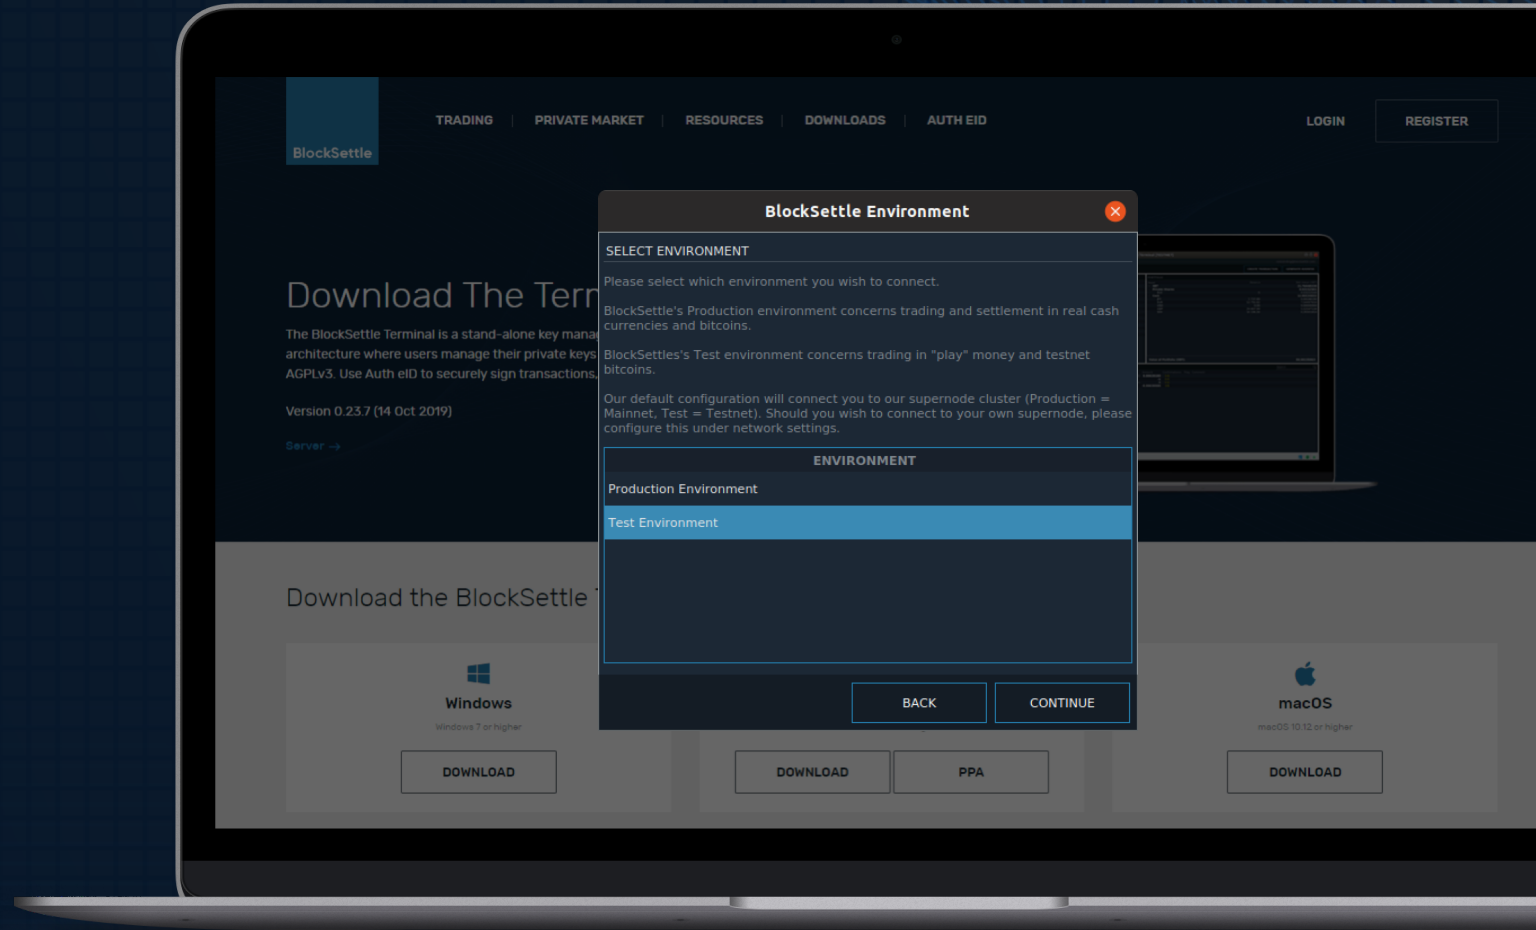 BlockSettle
TRADING
PRIVATE MARKET
RESOURCES
DOWNLOADS
AUTH EID
LOGIN
REGISTER
Download The
The BlockSettle Terminal is a stand-alone key
architecture where users manage their private keys
AGPLv3. Use Auth eID to securely sign transactions,
Version 0.23.7 (14 Oct 2019)
Server →
BlockSettle Environment
SELECT ENVIRONMENT
Please select which environment you wish to connect.
BlockSettle's Production environment concerns trading and settlement in real cash
currencies and bitcoins.
BlockSettles's Test environment concerns trading in "play" money and testnet
bitcoins.
Our default configuration will connect you to our supernode cluster (Production =
Mainnet, Test = Testnet). Should you wish to connect to your own supernode, please
configure this under network settings.
ENVIRONMENT
Production Environment
Test Environment
BACK
CONTINUE
Download the BlockSettle
Windows
Windows 7 or higher
DOWNLOAD
DOWNLOAD
PPA
macOS
macOS 10.12 or higher
DOWNLOAD